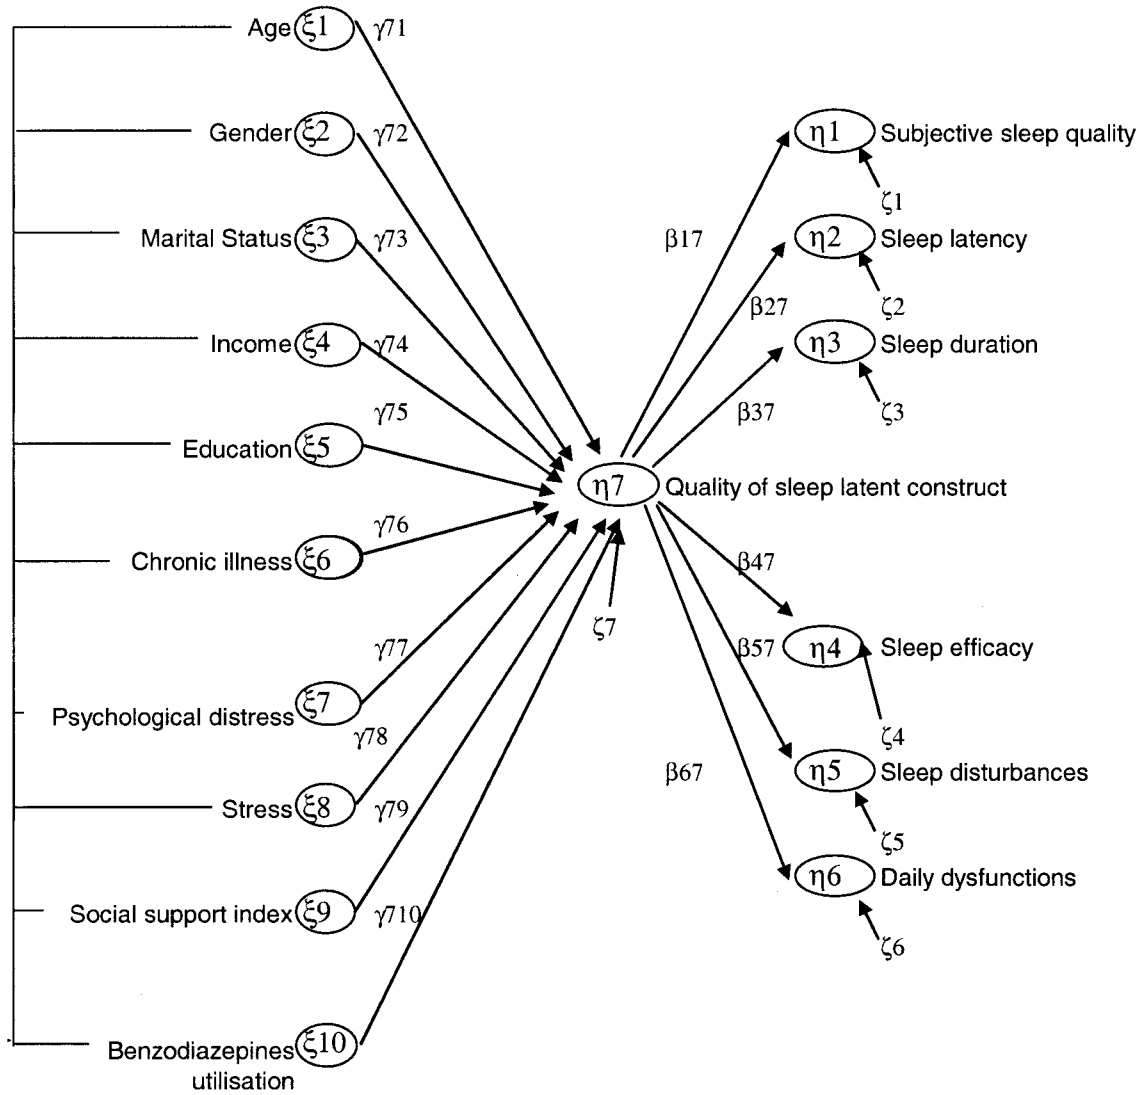 Age ξ1 γ71
Gender ξ2 γ72
η1 Subjective sleep quality
ζ1
Marital Status ξ3 γ73
β17
η2 Sleep latency
β27
ζ2
Income ξ4 γ74
η3 Sleep duration
γ75
β37
ζ3
Education ξ5
η7 Quality of sleep latent construct
γ76
Chronic illness ξ6
β47
ζ7
γ77
β57
η4 Sleep efficacy
ξ7
Psychological distress
γ78
ζ4
β67
η5 Sleep disturbances
Stress ξ8 γ79
ζ5
η6 Daily dysfunctions
Social support index ξ9 γ710
ζ6
Benzodiazepines ξ10
utilisation